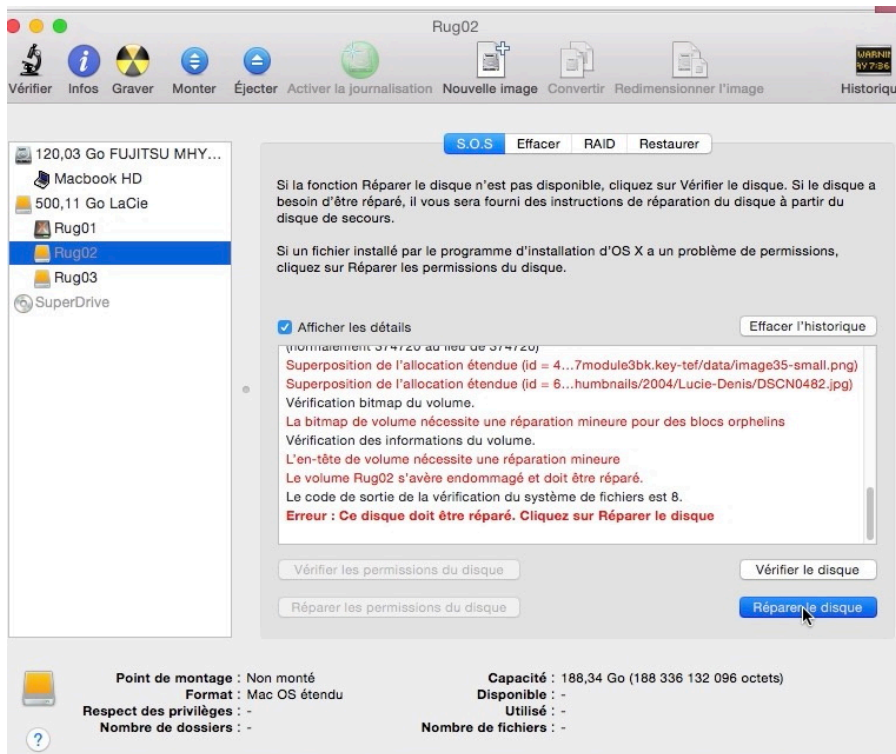 Rug02
Vérifier Infos Graver Monter Éjecter Activer la journalisation Nouvelle image Convertir Redimensionner l'image Historiqu
WARNIN
AY 7:36
120,03 Go FUJITSU MHY...
Macbook HD
500,11 Go LaCie
Rug01
Rug02
Rug03
SuperDrive
S.O.S Effacer RAID Restaurer
Si la fonction Réparer le disque n'est pas disponible, cliquez sur Vérifier le disque. Si le disque a
besoin d'être réparé, il vous sera fourni des instructions de réparation du disque à partir du
disque de secours.
Si un fichier installé par le programme d'installation d'OS X a un problème de permissions,
cliquez sur Réparer les permissions du disque.
Afficher les détails
Effacer l'historique
(normalement 374720 au lieu de 374726)
Superposition de l'allocation étendue (id = 4...7module3bk.key-tef/data/image35-small.png)
Superposition de l'allocation étendue (id = 6...humbnails/2004/Lucie-Denis/DSCN0482.jpg)
Vérification bitmap du volume.
La bitmap de volume nécessite une réparation mineure pour des blocs orphelins
Vérification des informations du volume.
L'en-tête de volume nécessite une réparation mineure
Le volume Rug02 s'avère endommagé et doit être réparé.
Le code de sortie de la vérification du système de fichiers est 8.
Erreur : Ce disque doit être réparé. Cliquez sur Réparer le disque
Vérifier les permissions du disque
Vérifier le disque
Réparer les permissions du disque
Réparer le disque
Point de montage : Non monté
Format : Mac OS étendu
Respect des privilèges : -
Nombre de dossiers : -
Capacité : 188,34 Go (188 336 132 096 octets)
Disponible : -
Utilisé : -
Nombre de fichiers : -
?